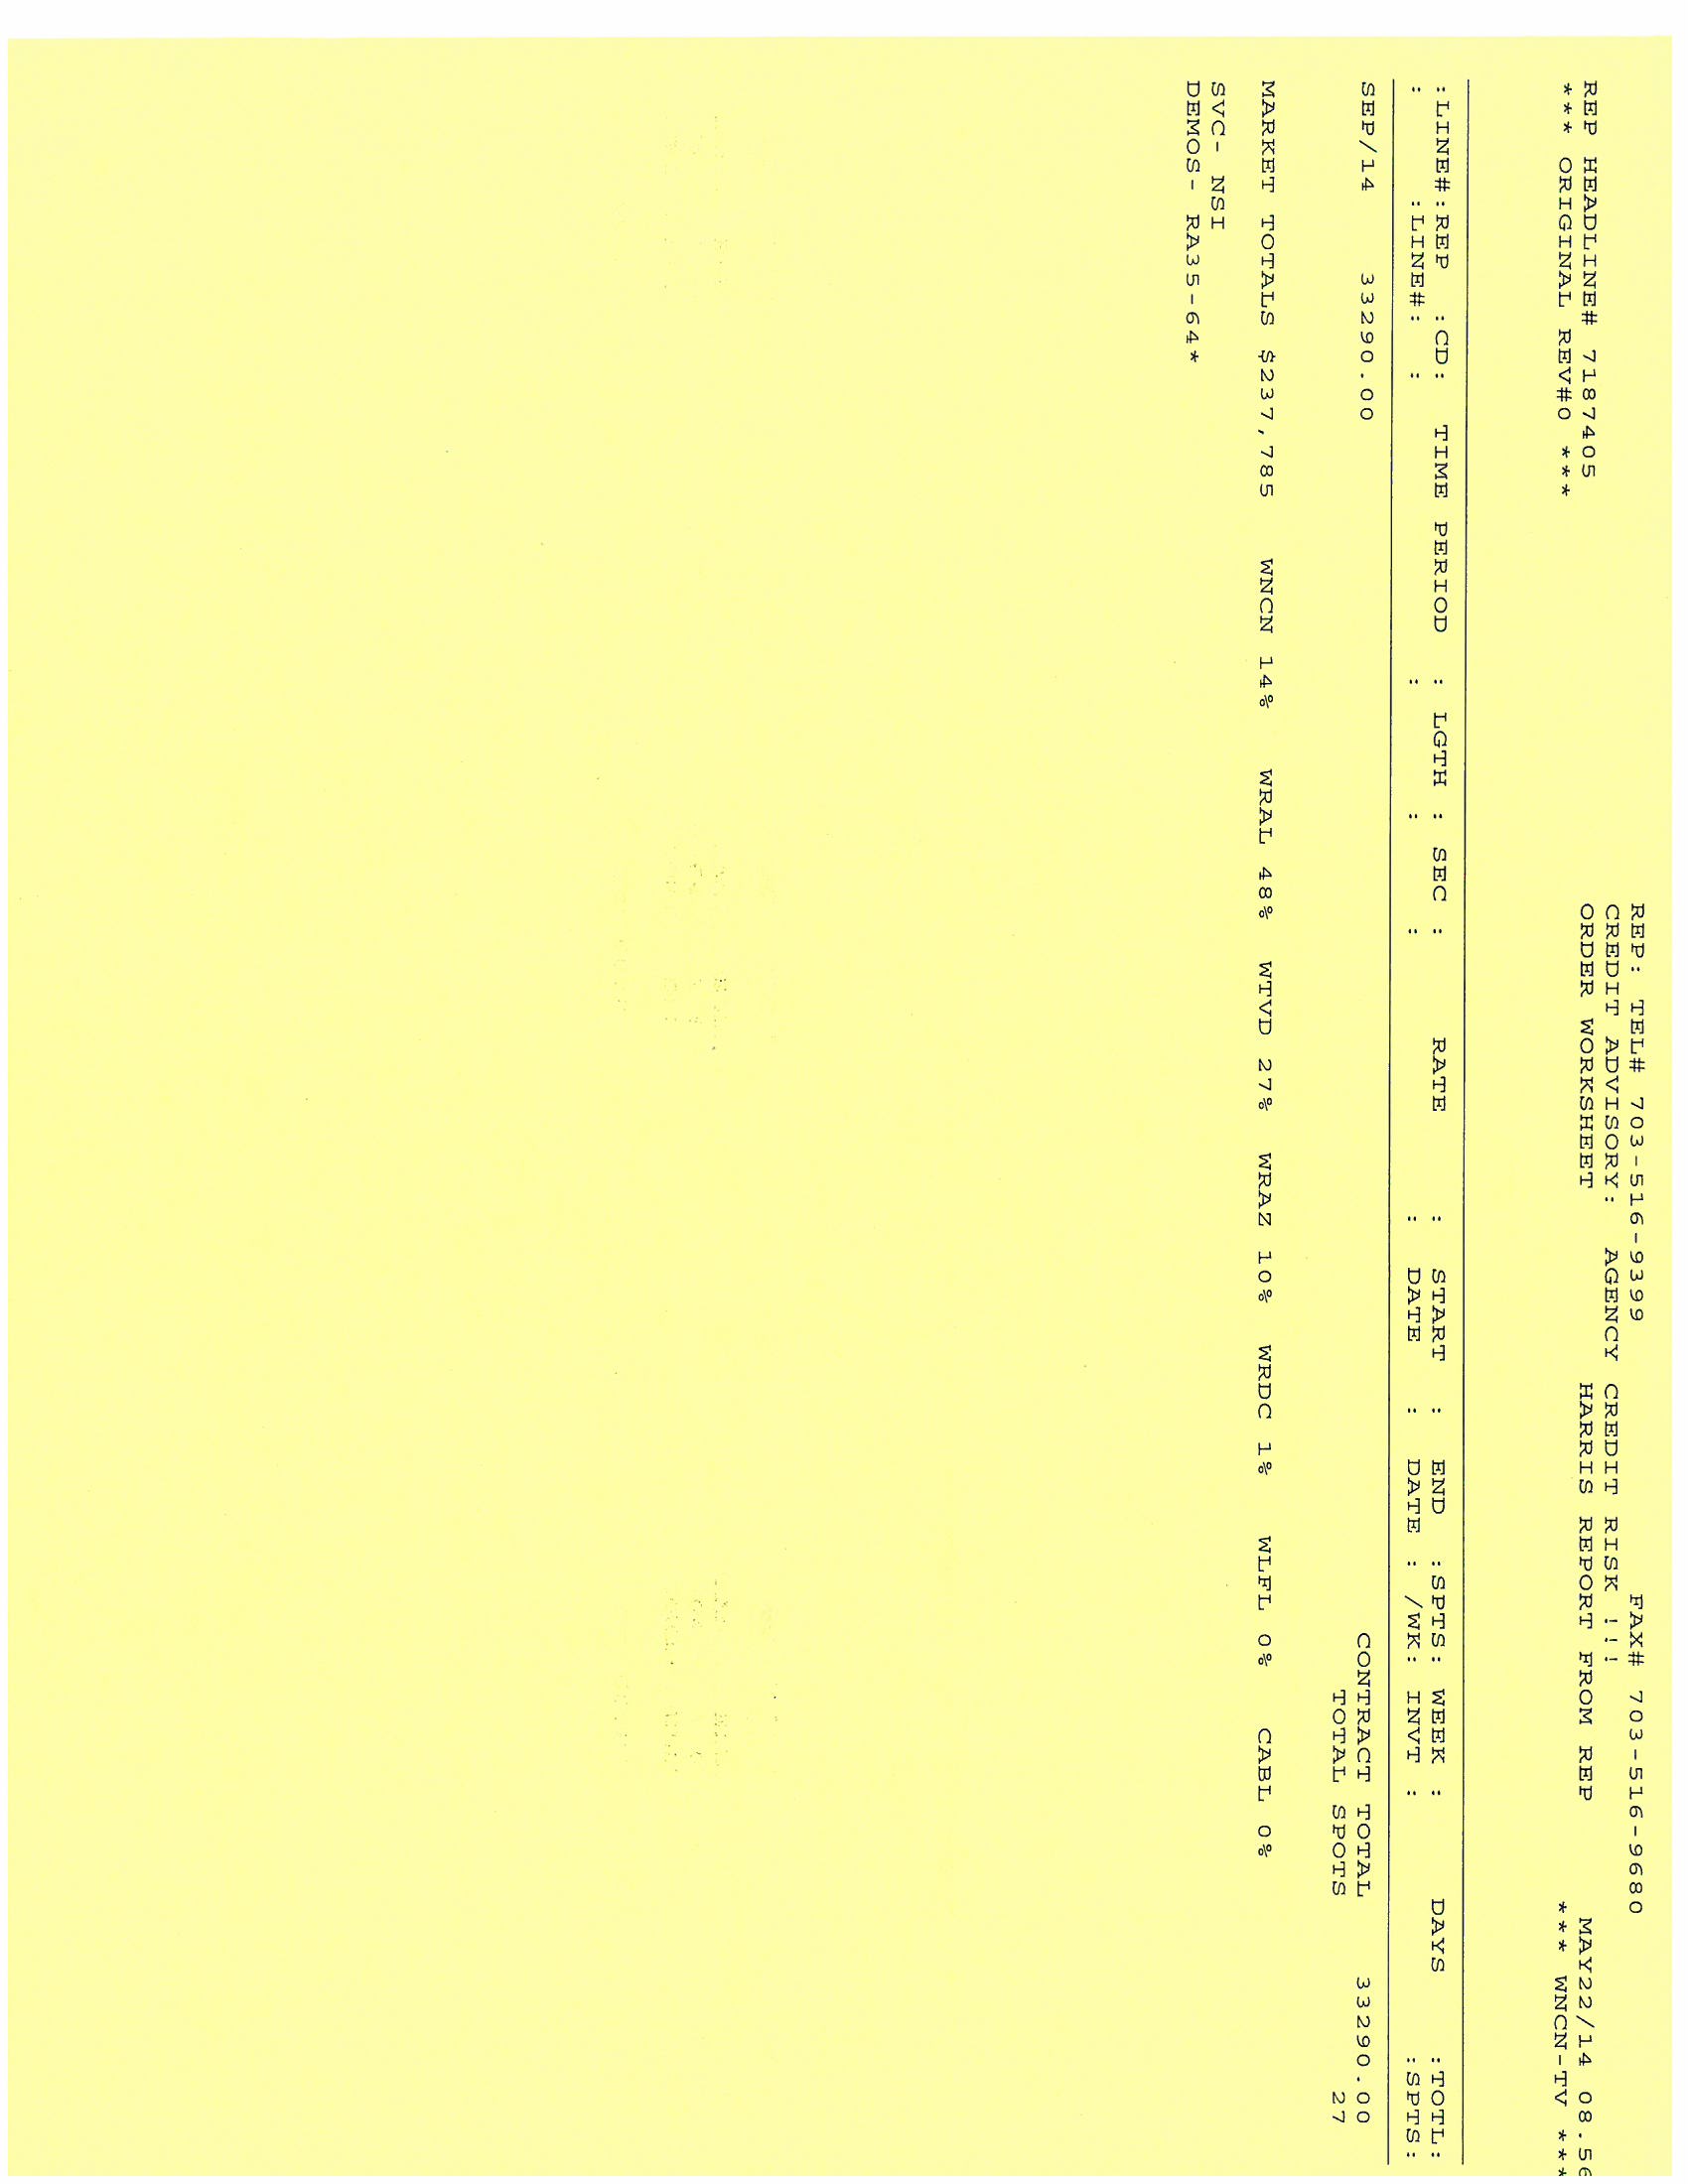 REP: TEL# 703-516-9399 FAX# 703-516-9680
CREDIT ADVISORY: AGENCY CREDIT RISK !!!
REP HEADLINE# 7187405 ORDER WORKSHEET HARRIS REPORT FROM REP MAY22/14 08.56
*** ORIGINAL REV#0 *** *** WNCN-TV ***
:LINE#:REP :CD: TIME PERIOD : LGTH : SEC : RATE : START : END :SPTS: WEEK : DAYS :TOTL:
: :LINE#: : : : : : DATE : DATE : /WK: INVT : :SPTS:
SEP/14 33290.00 CONTRACT TOTAL 33290.00
TOTAL SPOTS 27
MARKET TOTALS $237,785 WNCN 14% WRAL 48% WTVD 27% WRAZ 10% WRDC 1% WLFL 0% CABL 0%
SVC- NSI
DEMOS- RA35-64*